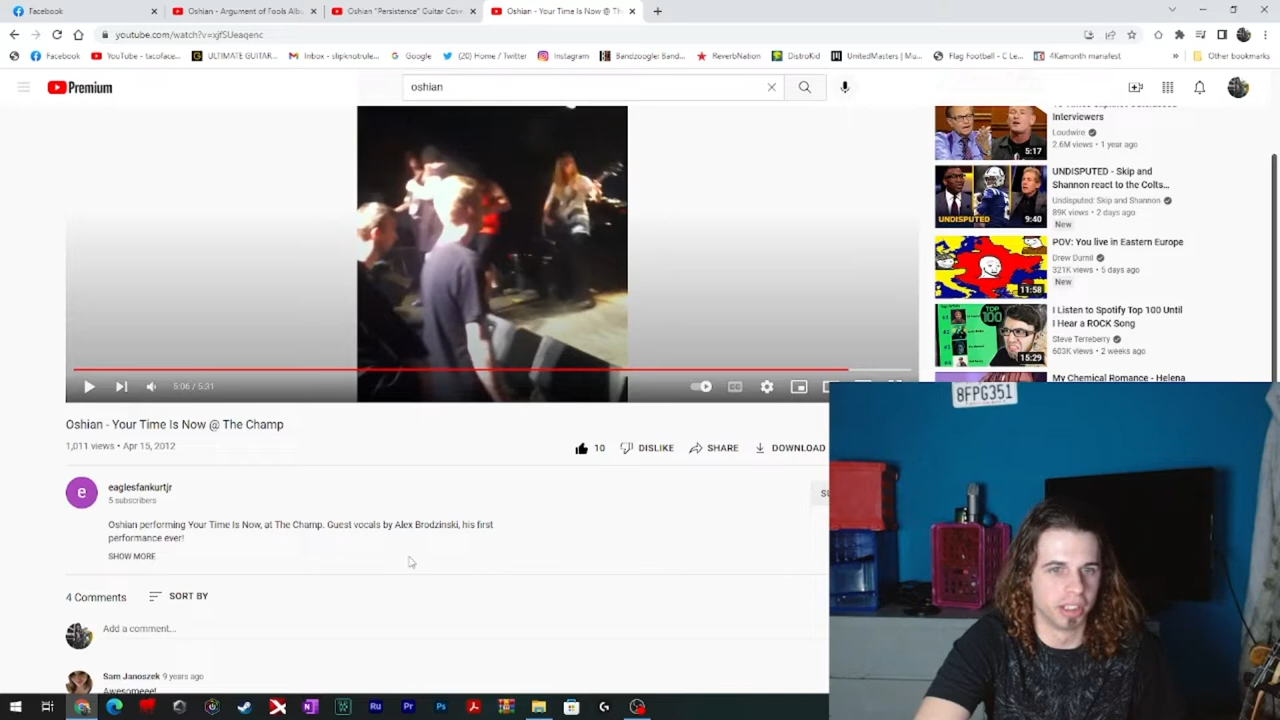 Facebook
Oshian - Argument of Fools Albu
Oshian "Persistence" Guitar Cov
Oshian - Your Time Is Now @ Th
youtube.com/watch?v=xjfSUeaqenc
Facebook
YouTube - tacoface...
ULTIMATE GUITAR...
Inbox - slipknotrule...
Google
(20) Home / Twitter
Instagram
Bandzoogle: Band...
ReverbNation
DistroKid
UnitedMasters | Mu...
Flag Football - C Le...
4Kamonth manifest
»
Other bookmarks
Premium
oshian
Interviewers
Loudwire
2.6M views • 1 year ago
5:17
UNDISPUTED - Skip and
Shannon react to the Colts...
Undisputed: Skip and Shannon
89K views • 2 days ago
New
UNDISPUTED
9:40
POV: You live in Eastern Europe
Drew Durnil
321K views • 5 days ago
New
11:58
I Listen to Spotify Top 100 Until
I Hear a ROCK Song
Steve Terreberry
603K views • 2 weeks ago
TOP
100
15:29
My Chemical Romance - Helena
5:06 / 5:31
Oshian - Your Time Is Now @ The Champ
1,011 views • Apr 15, 2012
10
DISLIKE
SHARE
DOWNLOAD
e
eaglesfankurtjr
5 subscribers
Oshian performing Your Time Is Now, at The Champ. Guest vocals by Alex Brodzinski, his first
performance ever!
SHOW MORE
4 Comments
SORT BY
Add a comment...
Sam Janoszek 9 years ago
Awesomeee!
8FPG351
Ru
Pr
Ps